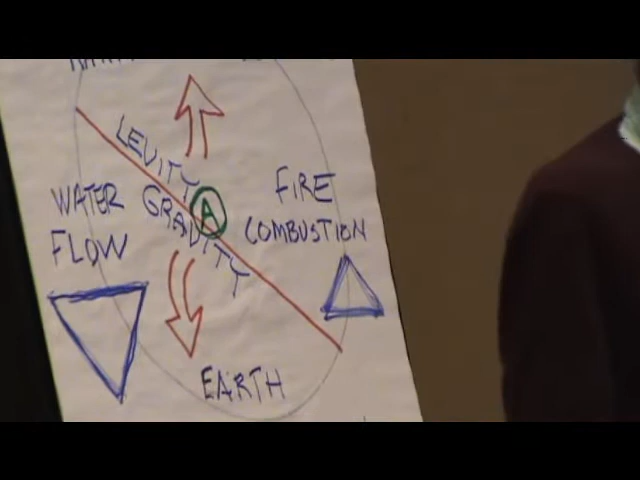 LEVITY
GRAVITY
A
WATER
FLOW
FIRE
COMBUSTION
EARTH